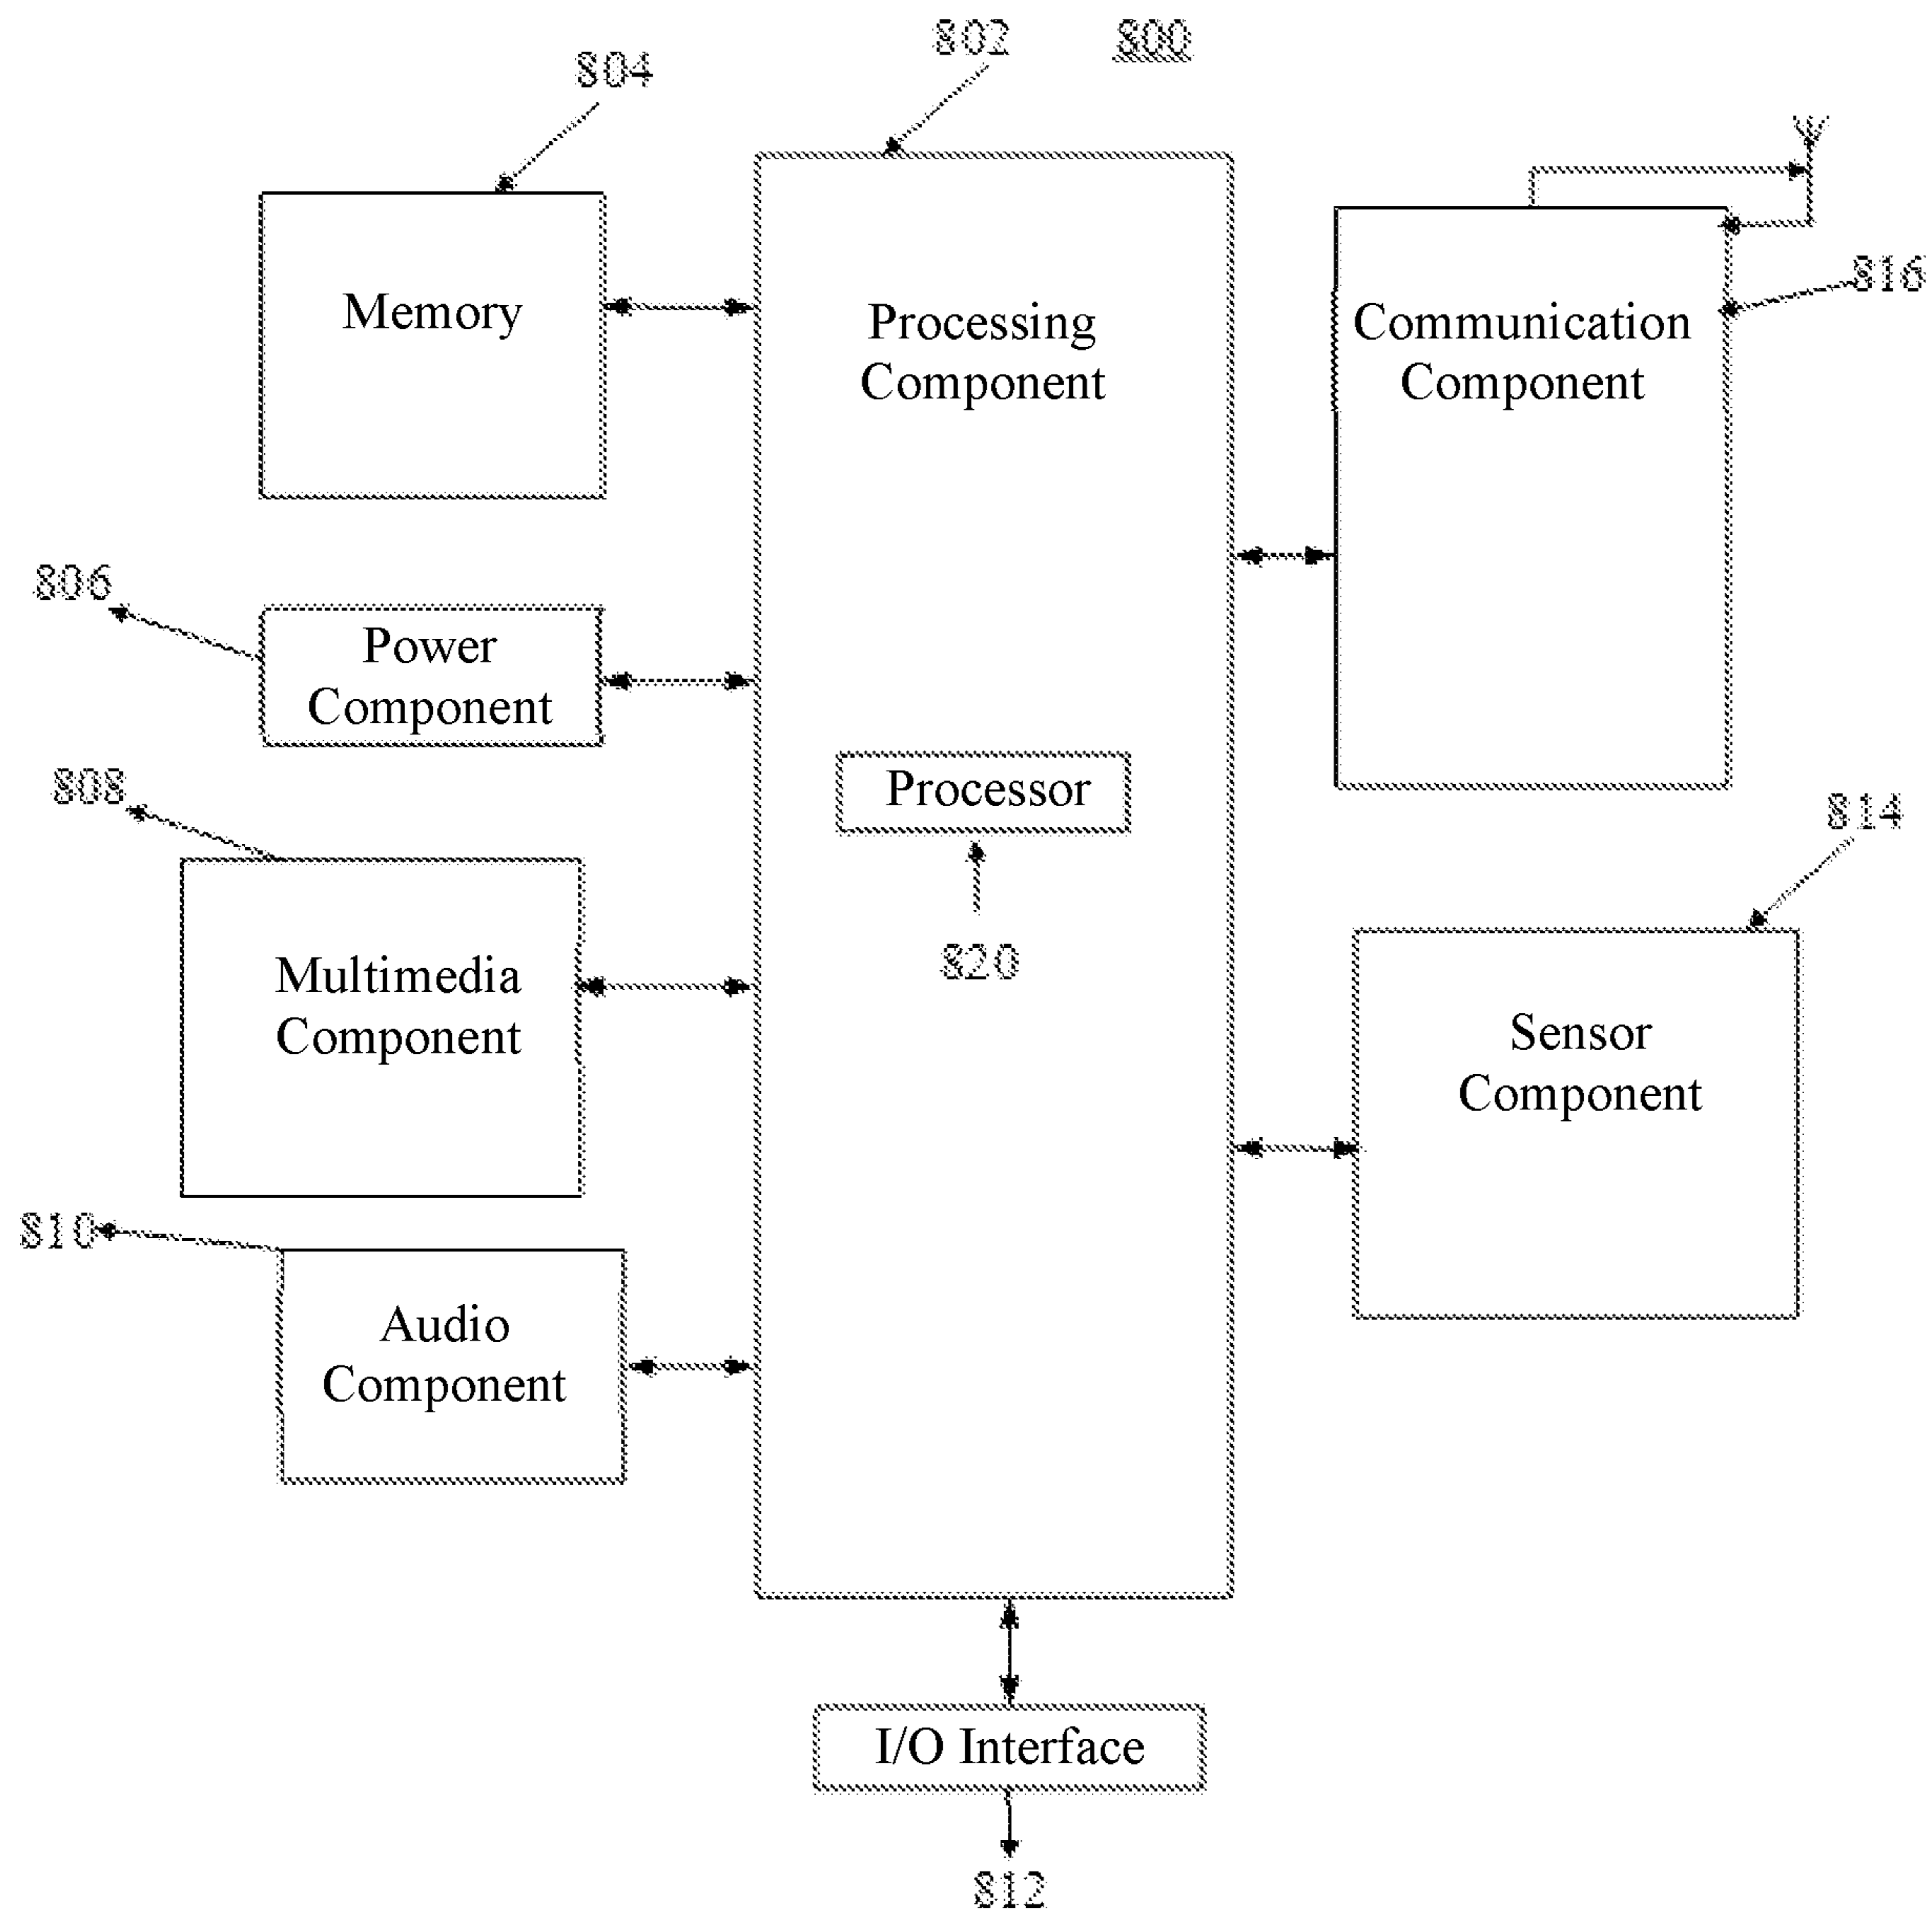 802
800
804
816
Memory
Processing
Component
Communication
Component
806
Power
Component
808
Processor
814
820
Multimedia
Component
Sensor
Component
810
Audio
Component
I/O Interface
812